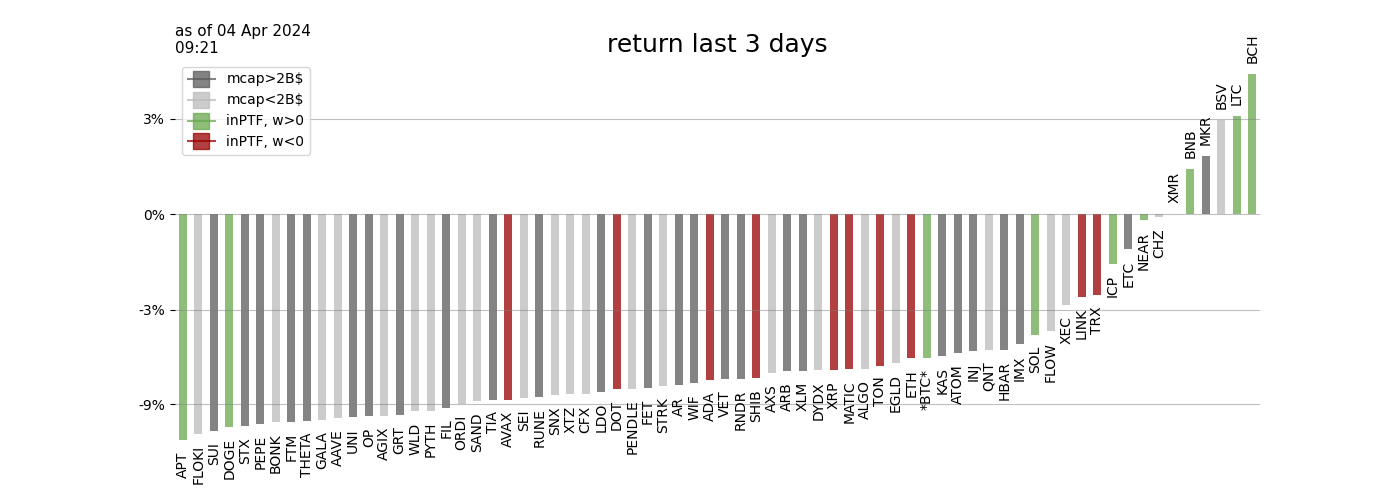 as of 04 Apr 2024
09:21
return last 3 days
mcap>2B$
mcap<2B$
inPTF, w>0
inPTF, w<0
3%
0%
-3%
-9%
APT
FLOKI
SUI
DOGE
STX
PEPE
BONK
FTM
THETA
GALA
AAVE
UNI
OP
AGIX
GRT
WLD
PYTH
FIL
ORDI
SAND
TIA
AVAX
SEI
RUNE
SNX
XTZ
CFX
LDO
DOT
PENDLE
FET
STRK
AR
WIF
ADA
VET
RNDR
SHIB
AXS
ARB
XLM
DYDX
XRP
MATIC
ALGO
TON
EGLD
ETH
*BTC*
KAS
ATOM
INJ
QNT
HBAR
IMX
SOL
FLOW
XEC
LINK
TRX
ICP
ETC
NEAR
CHZ
XMR
BNB
MKR
BSV
LTC
BCH